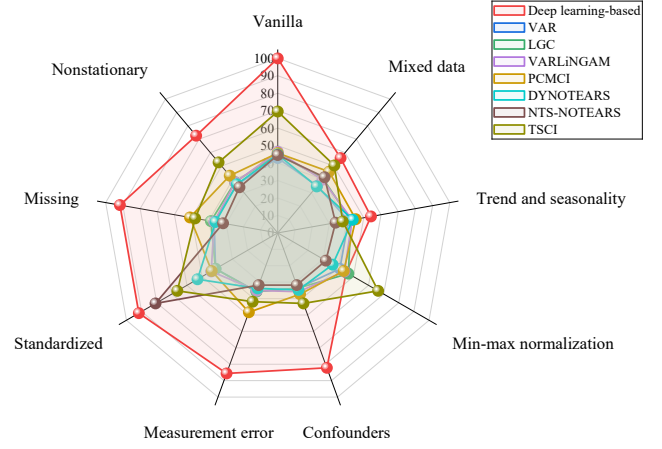 Vanilla
Mixed data
Trend and seasonality
Min-max normalization
Confounders
Measurement error
Standardized
Missing
Nonstationary
100
90
80
70
60
50
40
30
20
10
0
Deep learning-based
VAR
LGC
VARLiNGAM
PCMCI
DYNOTEARS
NTS-NOTEARS
TSCI